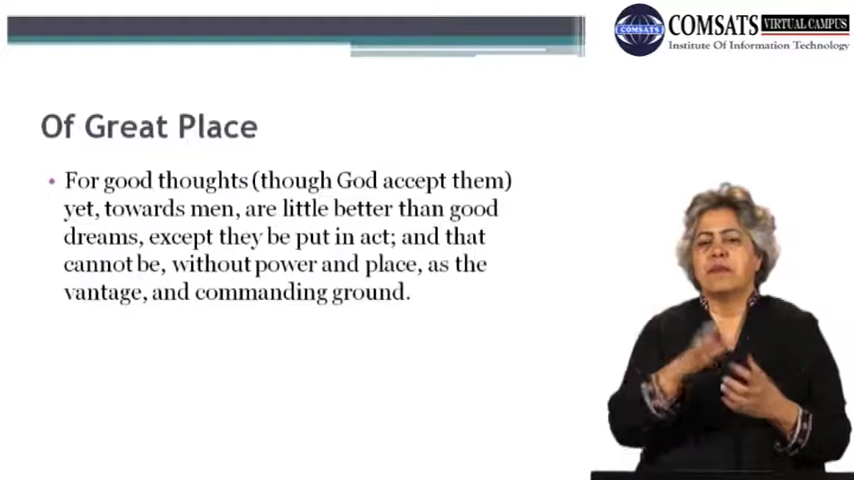 COMSATS
COMSATS VIRTUAL CAMPUS
Institute Of Information Technology
Of Great Place
• For good thoughts (though God accept them)
yet, towards men, are little better than good
dreams, except they be put in act; and that
cannot be, without power and place, as the
vantage, and commanding ground.